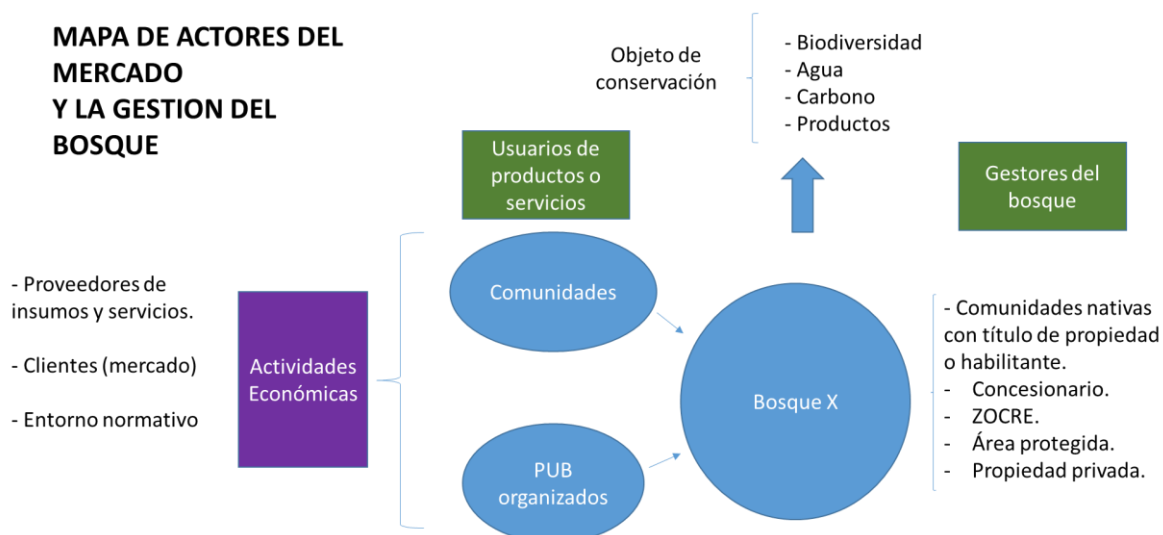 MAPA DE ACTORES DEL
MERCADO
Y LA GESTION DEL
BOSQUE
Objeto de
conservación
- Biodiversidad
- Agua
- Carbono
- Productos
Usuarios de
productos o
servicios
Gestores del
bosque
- Proveedores de
insumos y servicios.
- Clientes (mercado)
- Entorno normativo
Actividades
Económicas
Comunidades
PUB
organizados
Bosque X
- Comunidades nativas
con título de propiedad
o habilitante.
- Concesionario.
- ZOCRE.
- Área protegida.
- Propiedad privada.